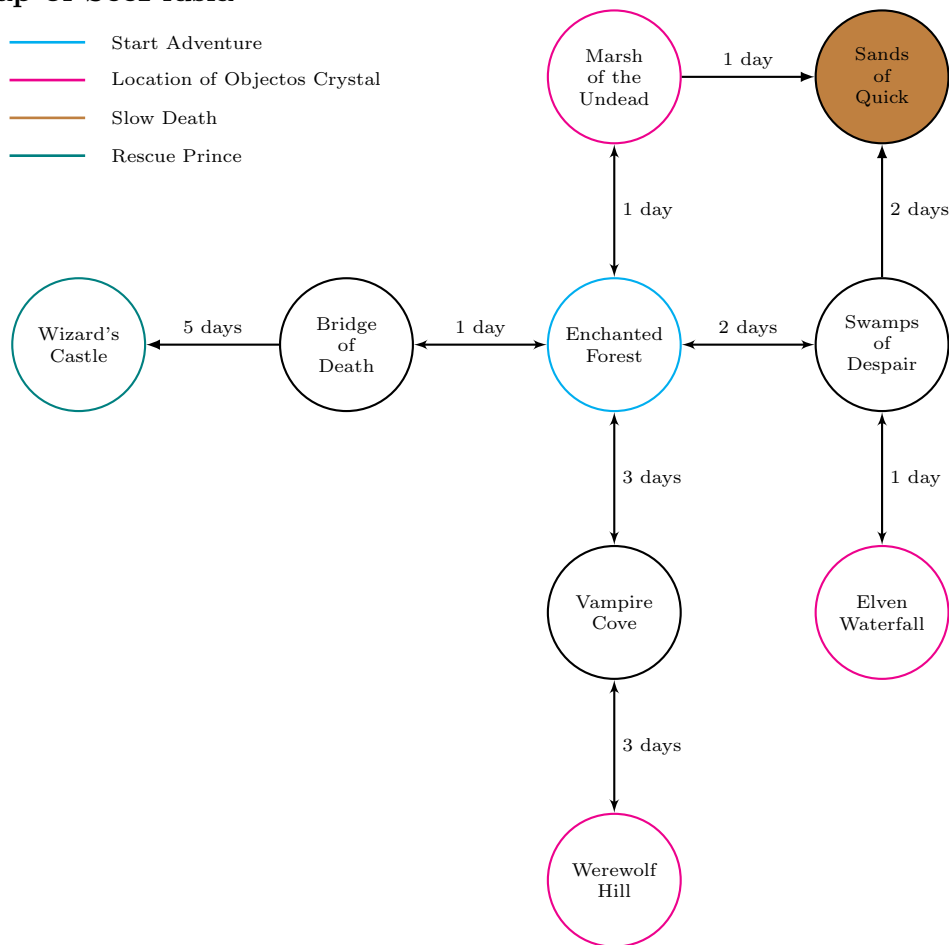 Start Adventure
Location of Objectos Crystal
Slow Death
Rescue Prince
Marsh
of the
Undead
1 day
Sands
of
Quick
1 day
2 days
Wizard's
Castle
5 days
Bridge
of
Death
1 day
Enchanted
Forest
2 days
Swamps
of
Despair
3 days
1 day
Vampire
Cove
Elven
Waterfall
3 days
Werewolf
Hill